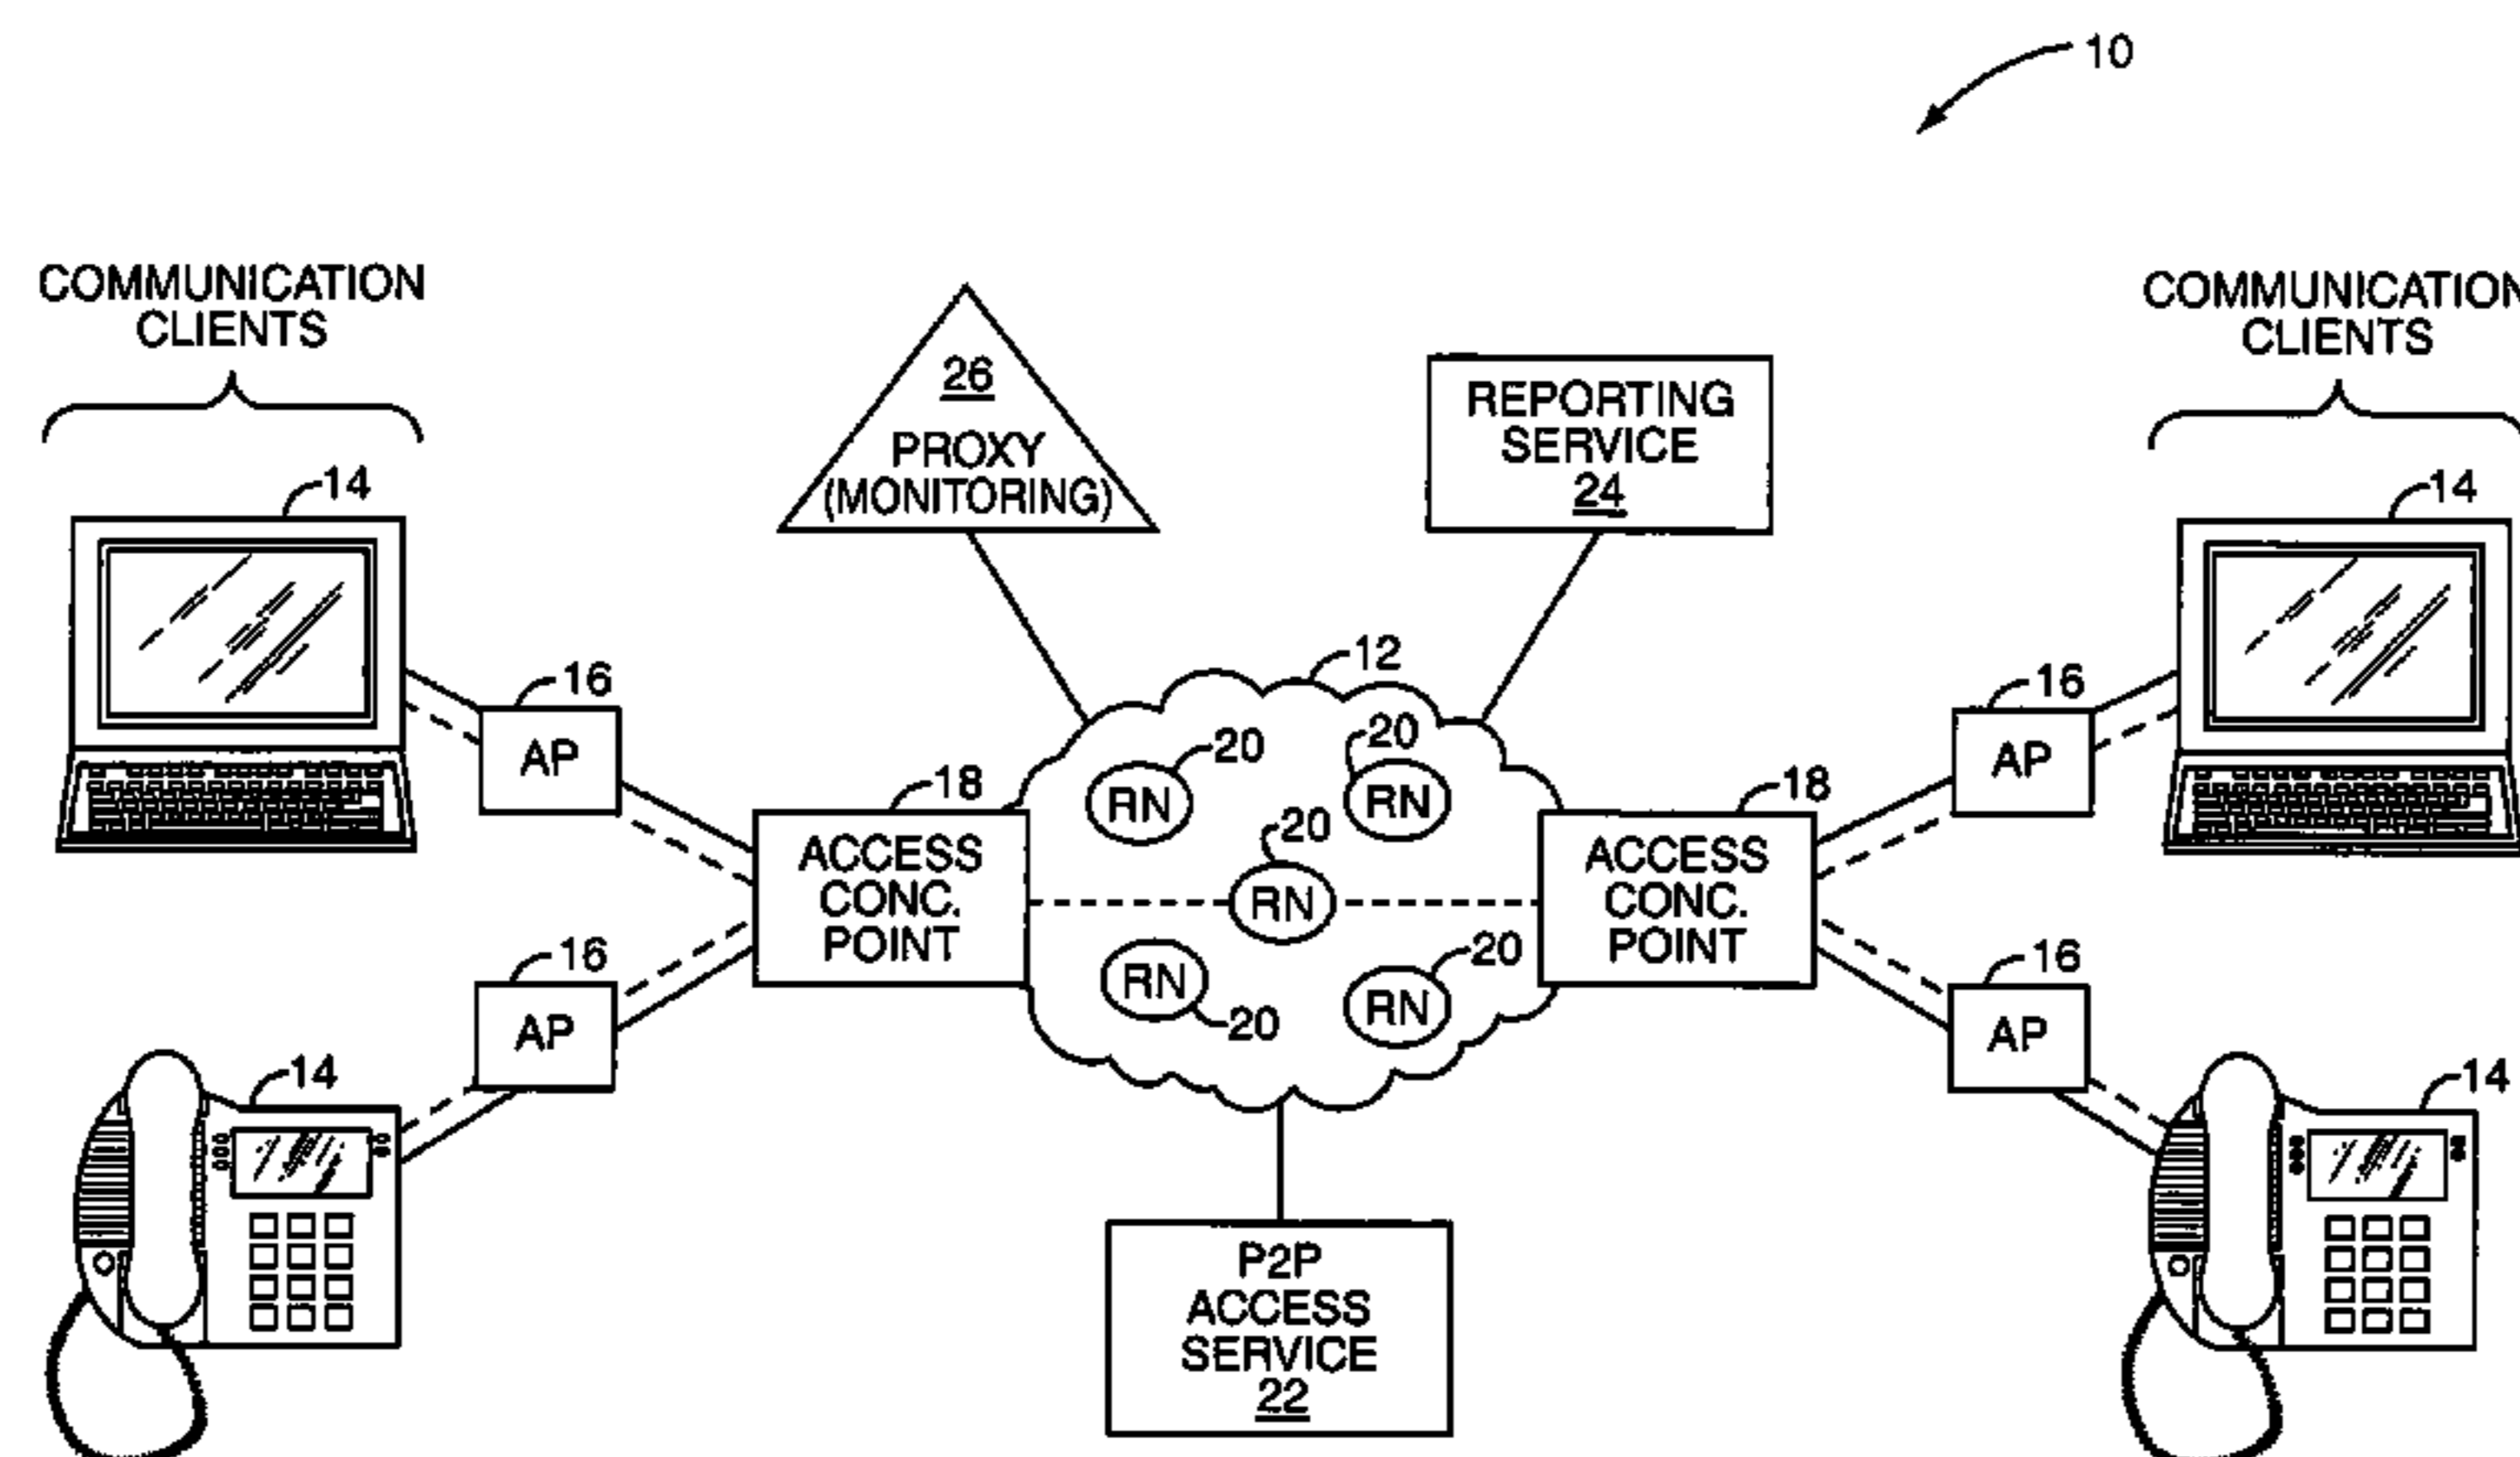 10
COMMUNICATION
CLIENTS
COMMUNICATION
CLIENTS
26
PROXY
(MONITORING)
REPORTING
SERVICE
24
14
14
12
16
AP
16
AP
20
RN
20
RN
18
ACCESS
CONC.
POINT
18
ACCESS
CONC.
POINT
20
RN
RN
20
20
RN
16
AP
16
AP
14
14
P2P
ACCESS
SERVICE
22